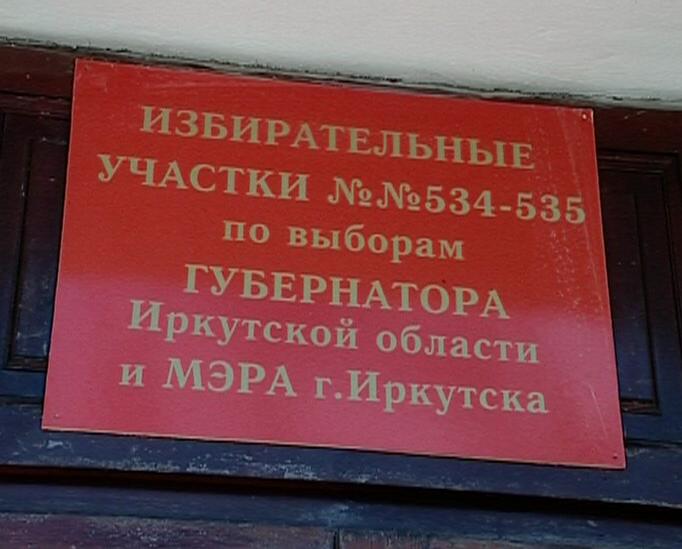 ИЗБИРАТЕЛЬНЫЕ
УЧАСТКИ №№534-535
по выборам
ГУБЕРНАТОРА
Иркутской области
и МЭРА г.Иркутска